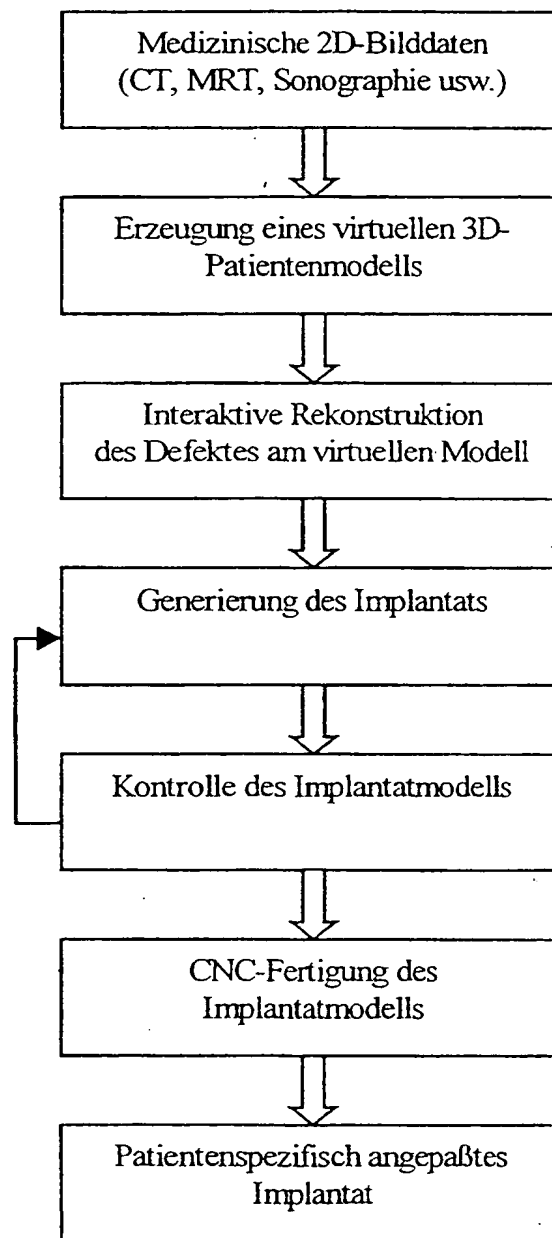 Medizinische 2D-Bilddaten
(CT, MRT, Sonographie usw.)
Erzeugung eines virtuellen 3D-
Patientenmodells
Interaktive Rekonstruktion
des Defektes am virtuellen Modell
Generierung des Implantats
Kontrolle des Implantatmodells
CNC-Fertigung des
Implantatmodells
Patientenspezifisch angepaßtes
Implantat